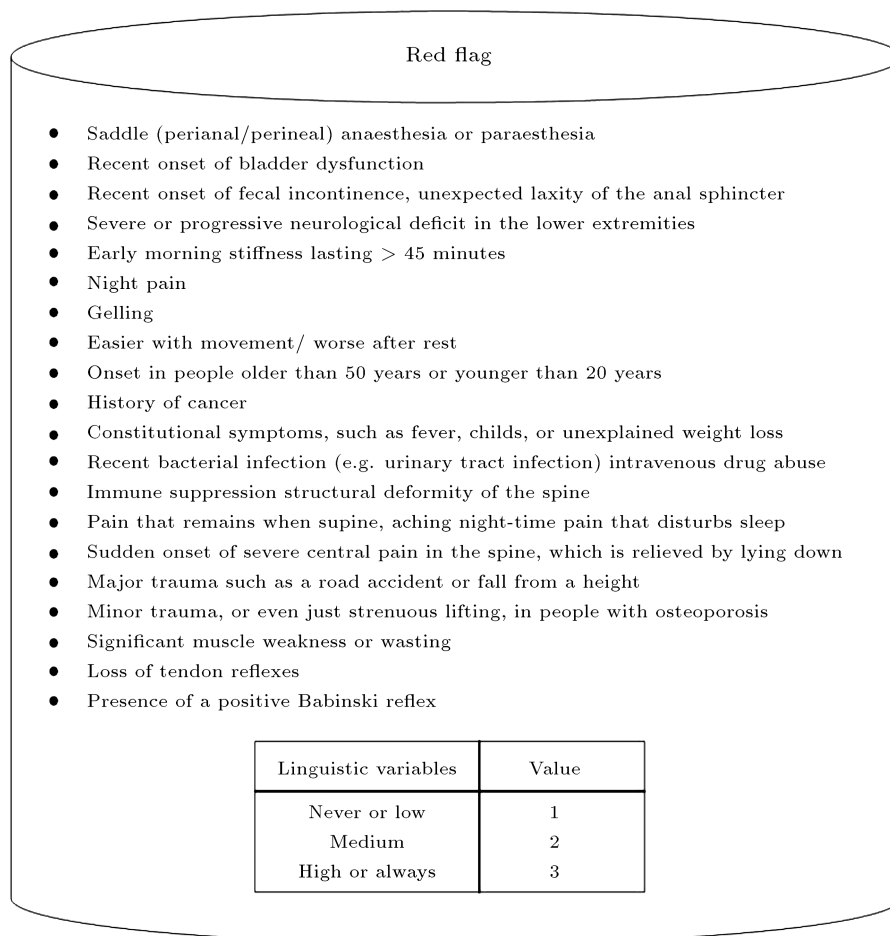 Red flag
• Saddle (perianal/perineal) anaesthesia or paraesthesia
• Recent onset of bladder dysfunction
• Recent onset of fecal incontinence, unexpected laxity of the anal sphincter
• Severe or progressive neurological deficit in the lower extremities
• Early morning stiffness lasting > 45 minutes
• Night pain
• Gelling
• Easier with movement/ worse after rest
• Onset in people older than 50 years or younger than 20 years
• History of cancer
• Constitutional symptoms, such as fever, childs, or unexplained weight loss
• Recent bacterial infection (e.g. urinary tract infection) intravenous drug abuse
• Immune suppression structural deformity of the spine
• Pain that remains when supine, aching night-time pain that disturbs sleep
• Sudden onset of severe central pain in the spine, which is relieved by lying down
• Major trauma such as a road accident or fall from a height
• Minor trauma, or even just strenuous lifting, in people with osteoporosis
• Significant muscle weakness or wasting
• Loss of tendon reflexes
• Presence of a positive Babinski reflex
Linguistic variables Value
Never or low 1
Medium 2
High or always 3